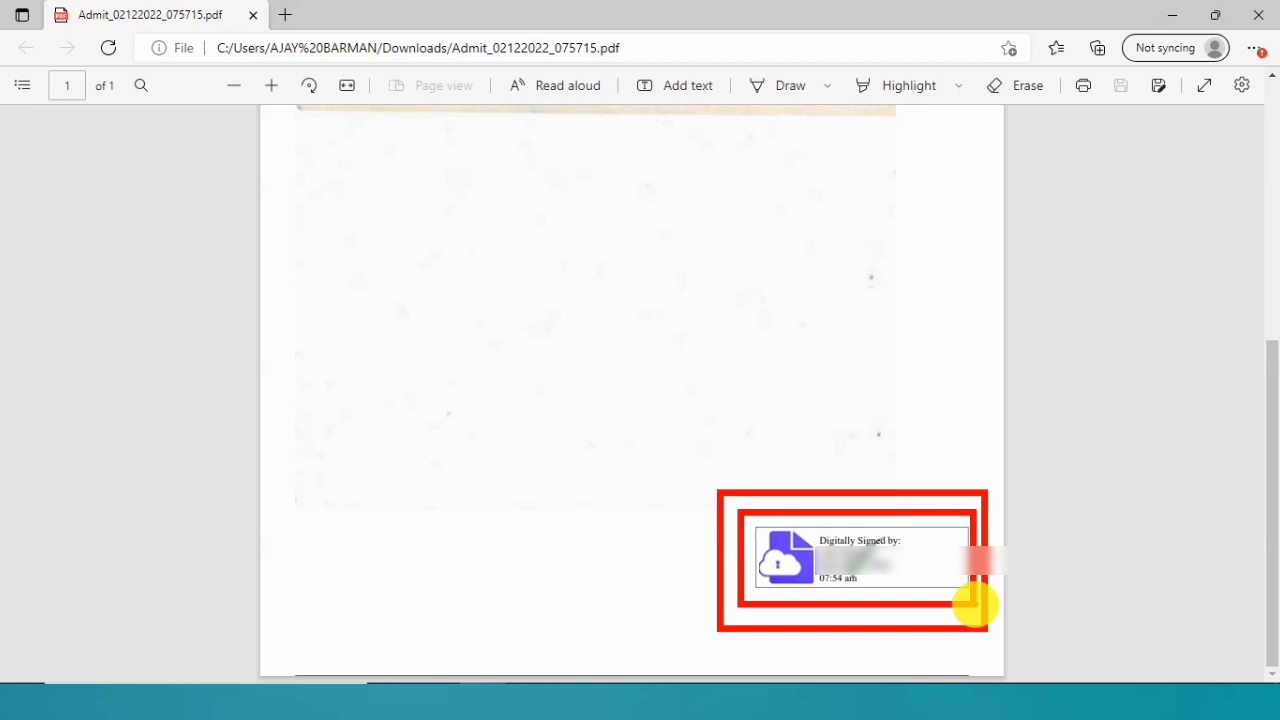 Admit_02122022_075715.pdf
File
C:/Users/AJAY%20BARMAN/Downloads/Admit_02122022_075715.pdf
Not syncing
1 of 1
Page view
Read aloud
Add text
Draw
Highlight
Erase
Digitally Signed by:
07:54 am